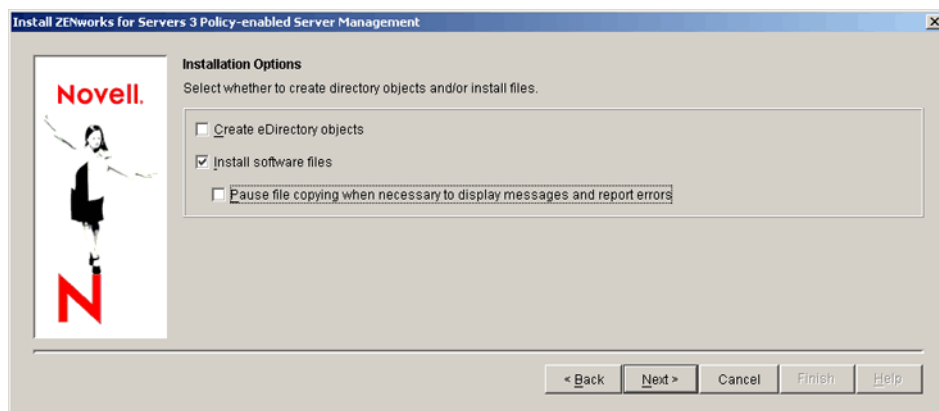 Install ZENworks for Servers 3 Policy-enabled Server Management
Novell.
N
Installation Options
Select whether to create directory objects and/or install files.
Create eDirectory objects
Install software files
Pause file copying when necessary to display messages and report errors
< Back
Next >
Cancel
Finish
Help